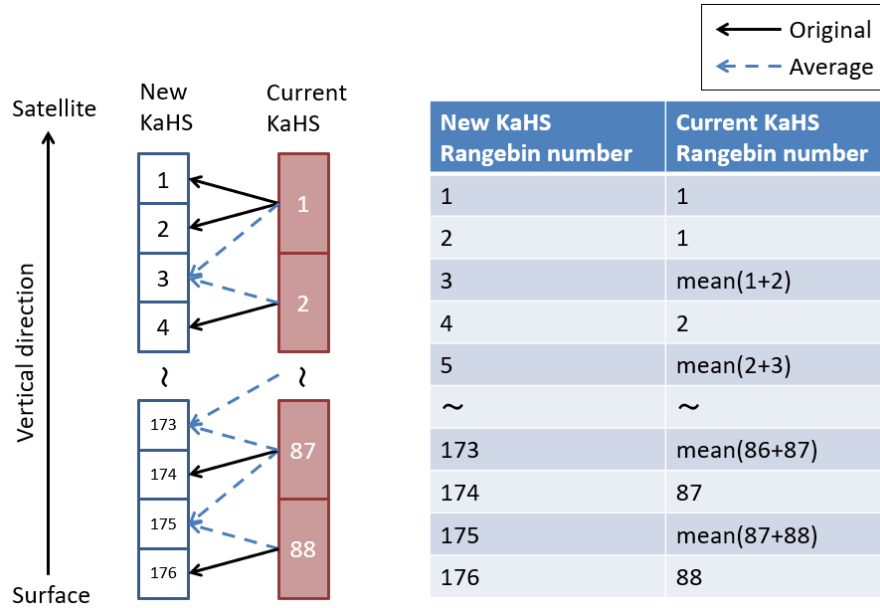 Original
Average
Satellite
Vertical direction
Surface
New
KaHS
Current
KaHS
1
2
3
4
~
173
174
175
176
1
2
~
87
88
New KaHS
Rangebin number
Current KaHS
Rangebin number
1 1
2 1
3 mean(1+2)
4 2
5 mean(2+3)
~ ~
173 mean(86+87)
174 87
175 mean(87+88)
176 88